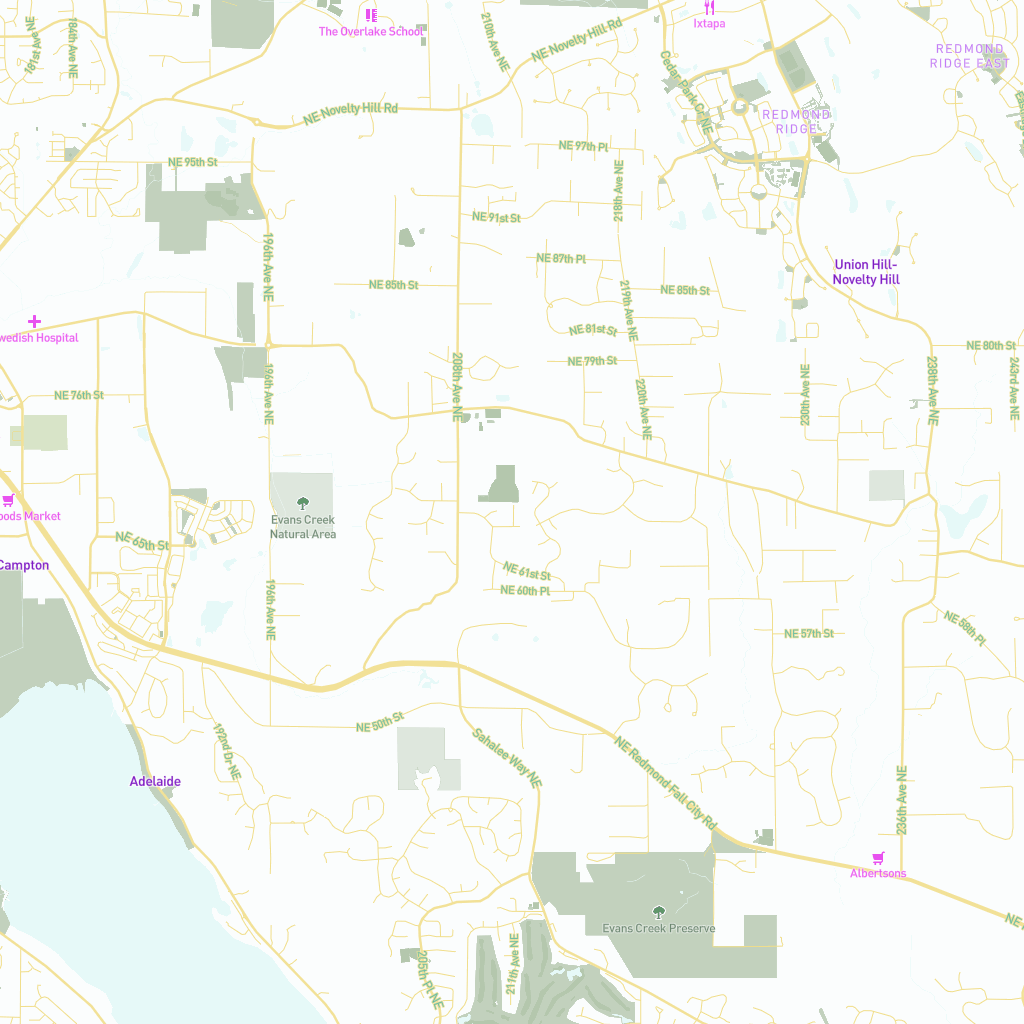 181st Ave NE
184th Ave NE
The Overlake School
210th Ave NE
NE Novelty Hill Rd
Ixtapa
REDMOND
RIDGE EAST
Cedar Park Cr NE
NE Novelty Hill Rd
REDMOND
RIDGE
NE 95th St
NE 97th Pl
218th Ave NE
NE 91st St
196th Ave NE
NE 87th Pl
Union Hill-
Novelty Hill
NE 85th St
NE 85th St
219th Ave NE
wedish Hospital
NE 81st St
NE 79th St
NE 80th St
196th Ave NE
208th Ave NE
220th Ave NE
230th Ave NE
238th Ave NE
243rd Ave NE
NE 76th St
oods Market
Evans Creek
Natural Area
NE 65th St
Campton
NE 61st St
NE 60th Pl
196th Ave NE
NE 57th St
NE 58th Pl
NE 50th St
192nd Dr NE
Sahalee Way NE
NE Redmond Fall City Rd
Adelaide
236th Ave NE
Albertsons
Evans Creek Preserve
205th Pl NE
211th Ave NE